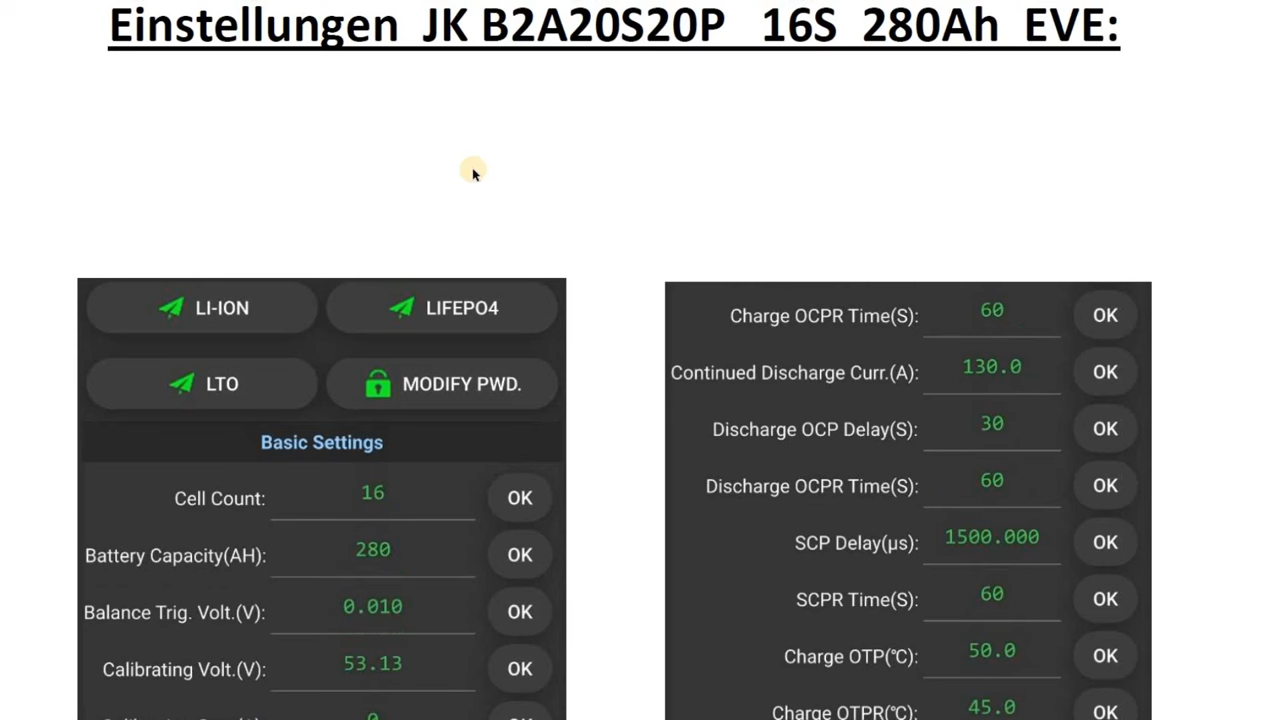 Einstellungen JK B2A20S20P 16S 280Ah EVE:
LI-ION
LIFEPO4
LTO
MODIFY PWD.
Basic Settings
Cell Count: 16 OK
Battery Capacity(AH): 280 OK
Balance Trig. Volt.(V): 0.010 OK
Calibrating Volt.(V): 53.13 OK
Charge OCPR Time(S): 60 OK
Continued Discharge Curr.(A): 130.0 OK
Discharge OCP Delay(S): 30 OK
Discharge OCPR Time(S): 60 OK
SCP Delay(µs): 1500.000 OK
SCPR Time(S): 60 OK
Charge OTP(℃): 50.0 OK
Charge OTPR(℃): 45.0 OK